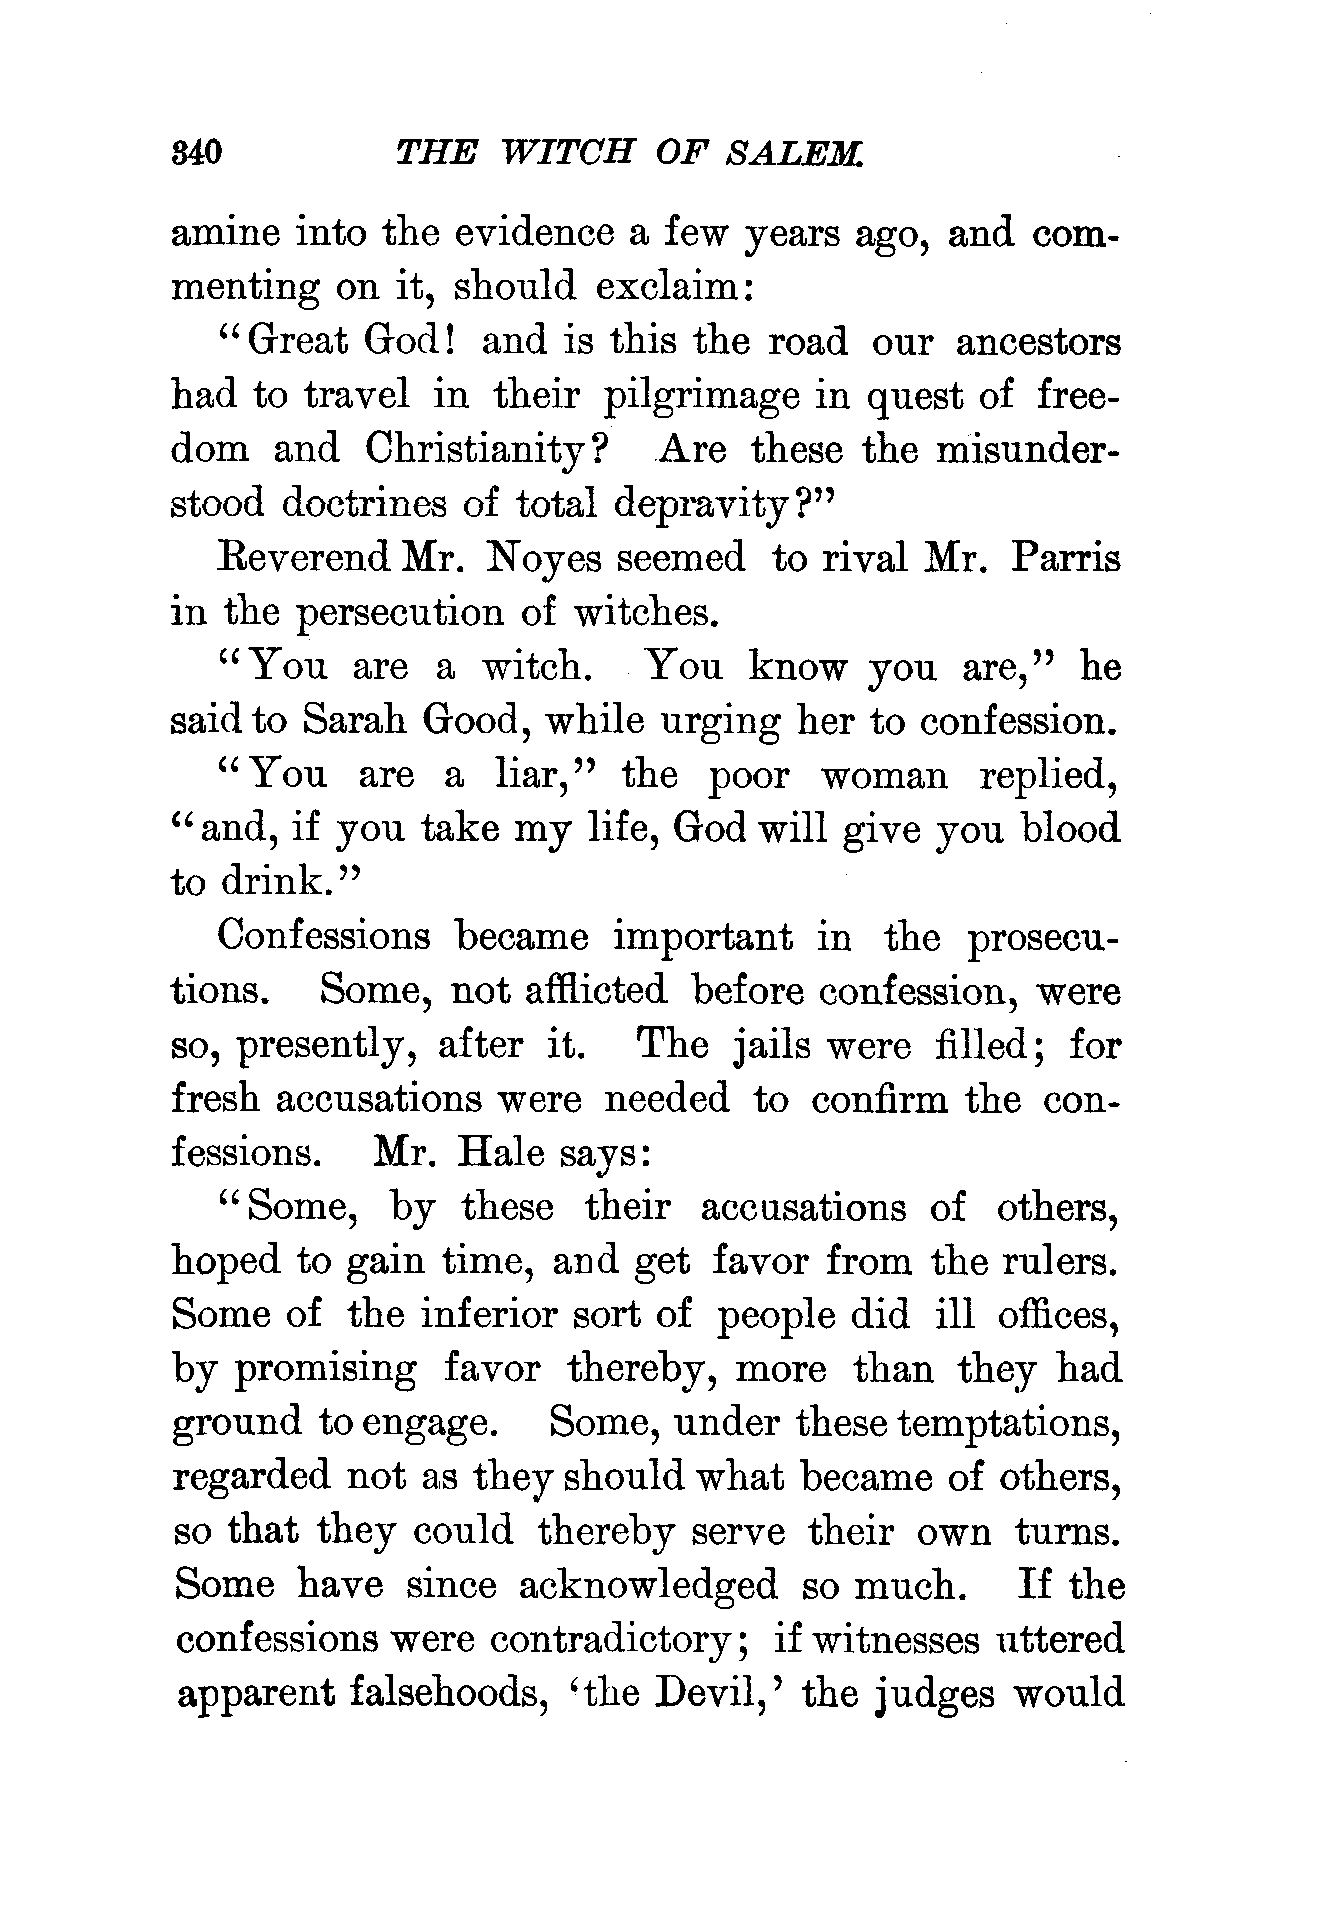 340 THE WITCH OF SALEM.
amine into the evidence a few years ago, and com-
menting on it, should exclaim:
"Great God! and is this the road our ancestors
had to travel in their pilgrimage in quest of free-
dom and Christianity? Are these the misunder-
stood doctrines of total depravity?"
Reverend Mr. Noyes seemed to rival Mr. Parris
in the persecution of witches.
"You are a witch. You know you are," he
said to Sarah Good, while urging her to confession.
"You are a liar," the poor woman replied,
"and, if you take my life, God will give you blood
to drink."
Confessions became important in the prosecu-
tions. Some, not afflicted before confession, were
so, presently, after it. The jails were filled; for
fresh accusations were needed to confirm the con-
fessions. Mr. Hale says:
"Some, by these their accusations of others,
hoped to gain time, and get favor from the rulers.
Some of the inferior sort of people did ill offices,
by promising favor thereby, more than they had
ground to engage. Some, under these temptations,
regarded not as they should what became of others,
so that they could thereby serve their own turns.
Some have since acknowledged so much. If the
confessions were contradictory; if witnesses uttered
apparent falsehoods, 'the Devil,' the judges would